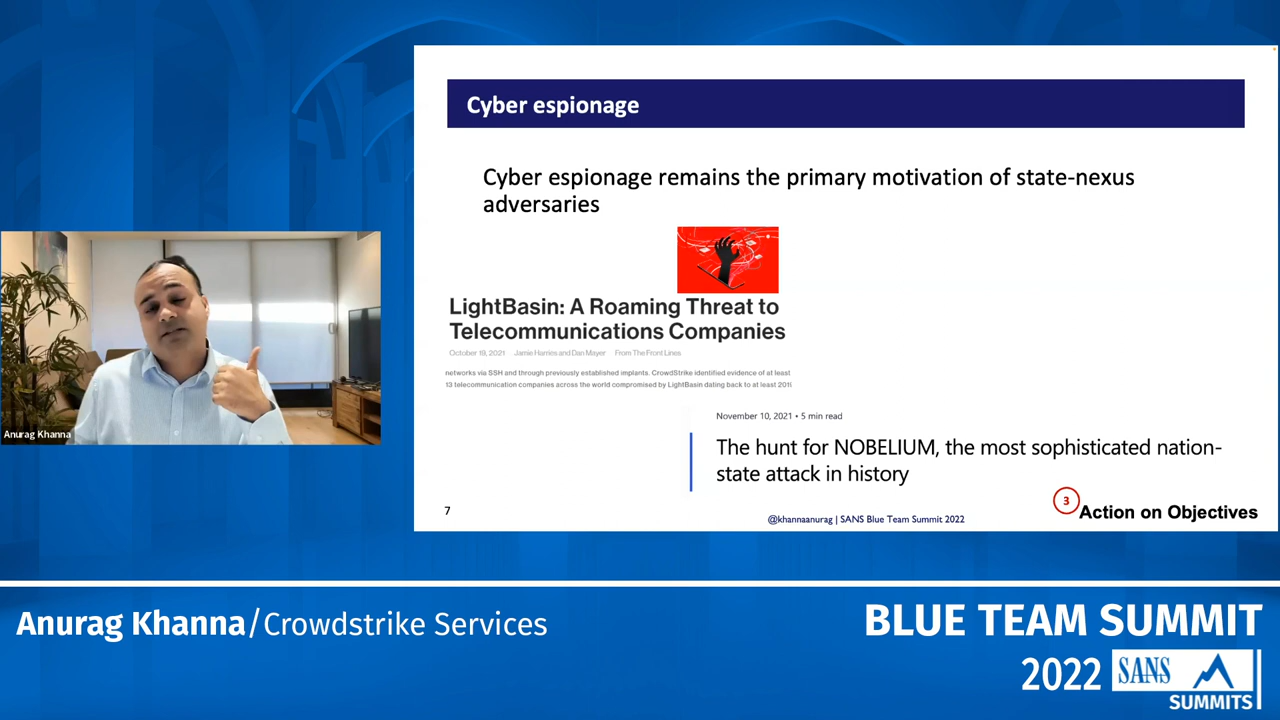 Cyber espionage
Cyber espionage remains the primary motivation of state-nexus
adversaries
LightBasin: A Roaming Threat to
Telecommunications Companies
October 19, 2021 Jamie Harries and Dan Mayer From The Front Lines
networks via SSH and through previously established implants. CrowdStrike identified evidence of at least
13 telecommunication companies across the world compromised by LightBasin dating back to at least 2019
November 10, 2021 • 5 min read
The hunt for NOBELIUM, the most sophisticated nation-
state attack in history
3
Action on Objectives
7
@khannaanurag | SANS Blue Team Summit 2022
Anurag Khanna
Anurag Khanna/Crowdstrike Services
BLUE TEAM SUMMIT
2022 SANS
SUMMITS